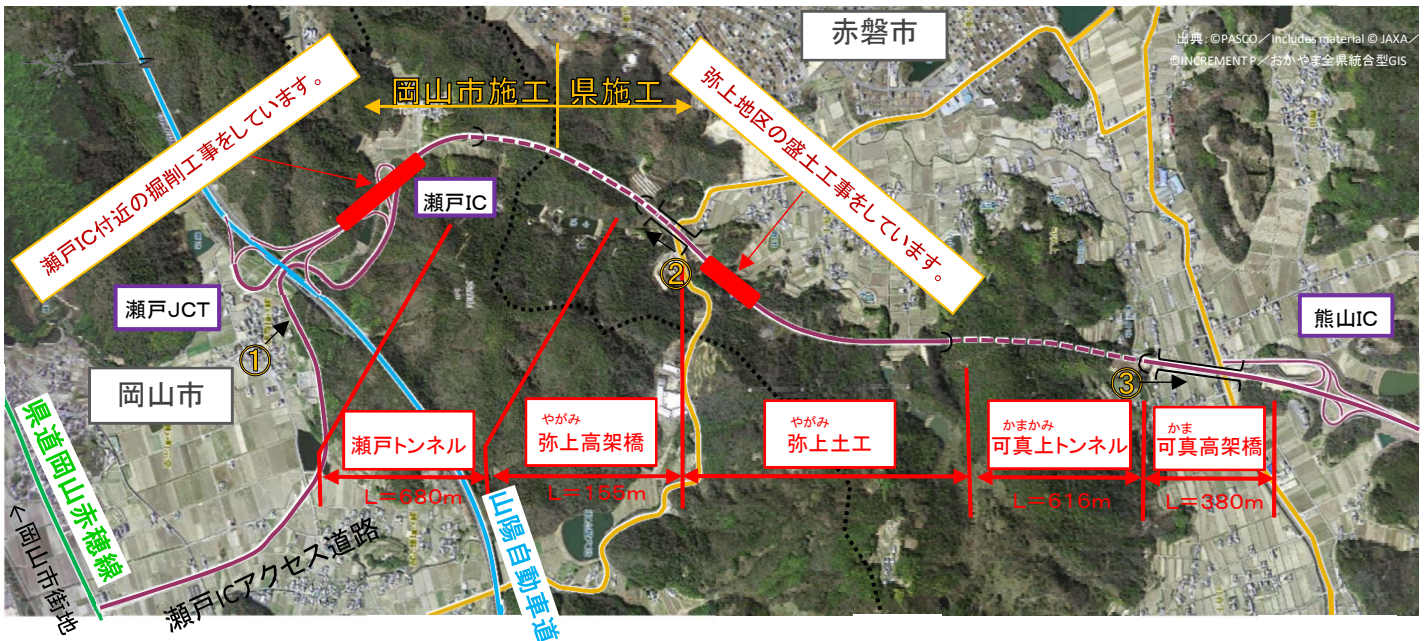 赤磐市
出典：©PASCO／Includes material © JAXA／
©INCREMENT P／おかやま全県統合型GIS
岡山市施工
県施工
瀬戸IC付近の掘削工事をしています。
弥上地区の盛土工事をしています。
瀬戸IC
②
瀬戸JCT
熊山IC
①
③
岡山市
県道岡山赤穂線
瀬戸トンネル
L=680m
やがみ
弥上高架橋
L=155m
やがみ
弥上土工
かまかみ
可真上トンネル
L=616m
かま
可真高架橋
L=380m
←岡山市街地
瀬戸ICアクセス道路
山陽自動車道